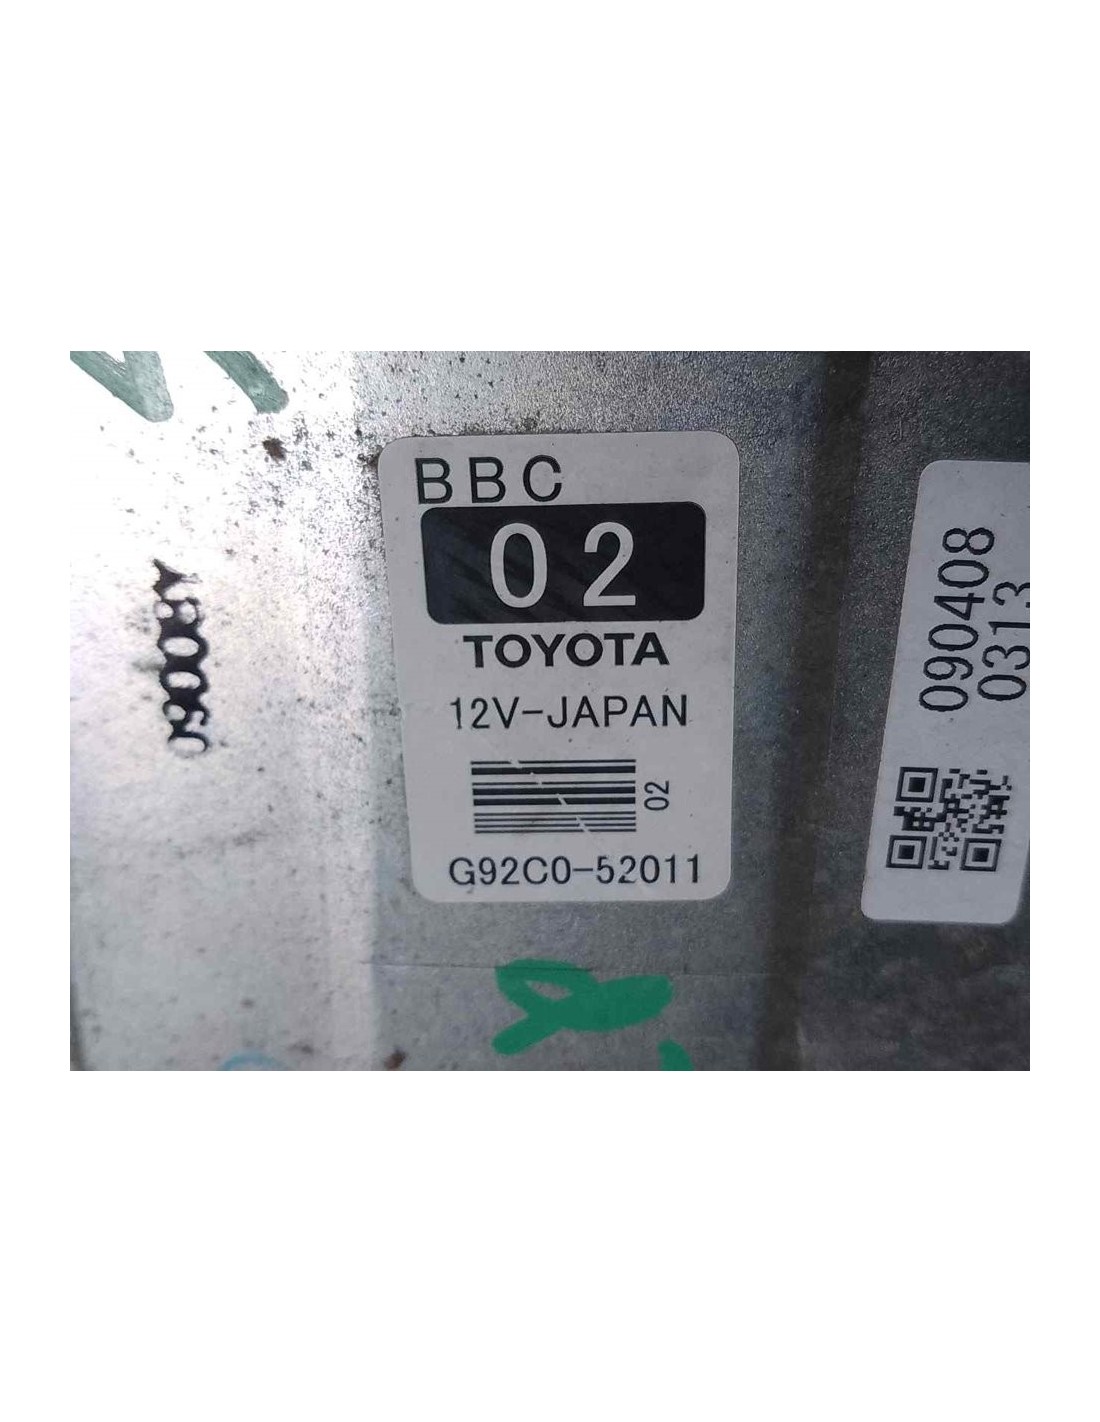 BBC
02
TOYOTA
12V-JAPAN
02
G92C0-52011
090408
0313